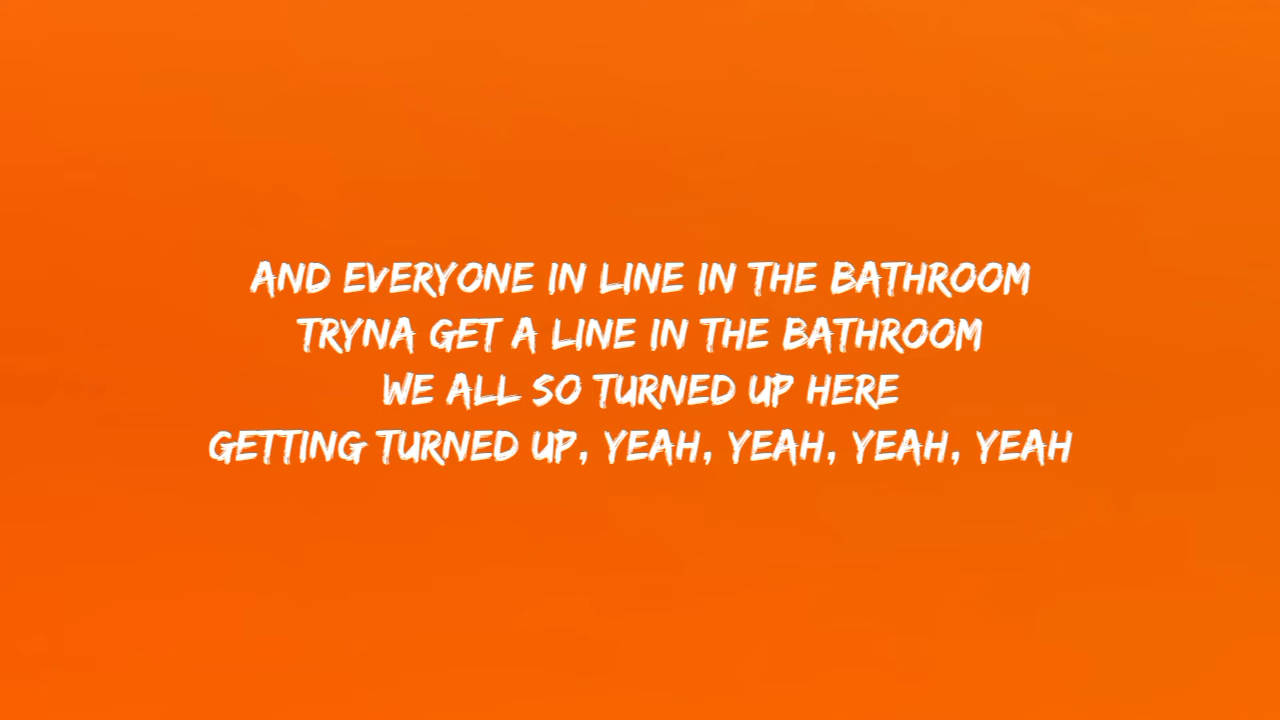 AND EVERYONE IN LINE IN THE BATHROOM
TRYNA GET A LINE IN THE BATHROOM
WE ALL SO TURNED UP HERE
GETTING TURNED UP, YEAH, YEAH, YEAH, YEAH